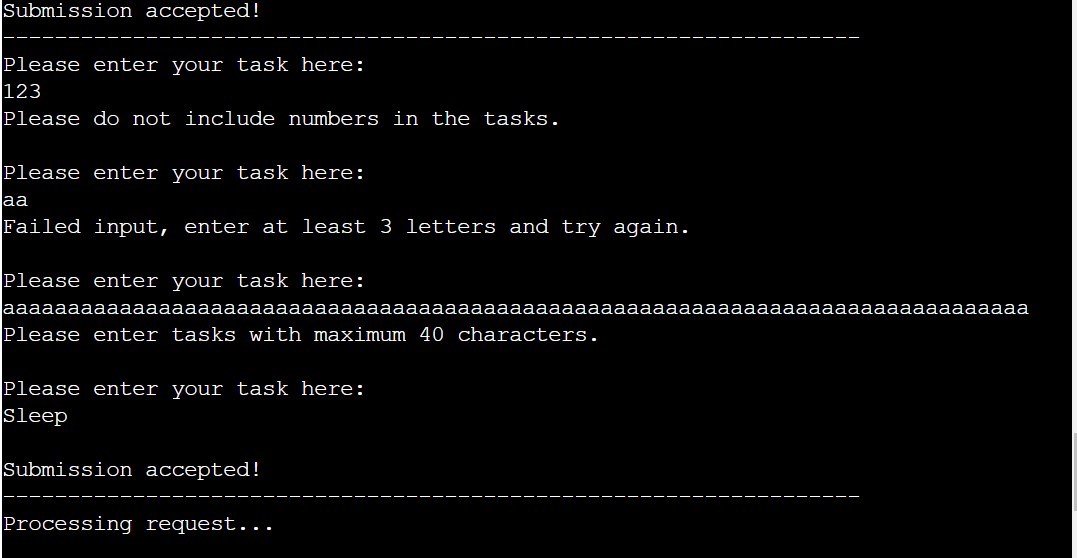 Submission accepted!
------------------------------------------------------------------
Please enter your task here:
123
Please do not include numbers in the tasks.
Please enter your task here:
aa
Failed input, enter at least 3 letters and try again.
Please enter your task here:
aaaaaaaaaaaaaaaaaaaaaaaaaaaaaaaaaaaaaaaaaaaaaaaaaaaaaaaaaaaaaaaaaaaaaaaaaaaaaaa
Please enter tasks with maximum 40 characters.
Please enter your task here:
Sleep
Submission accepted!
------------------------------------------------------------------
Processing request...